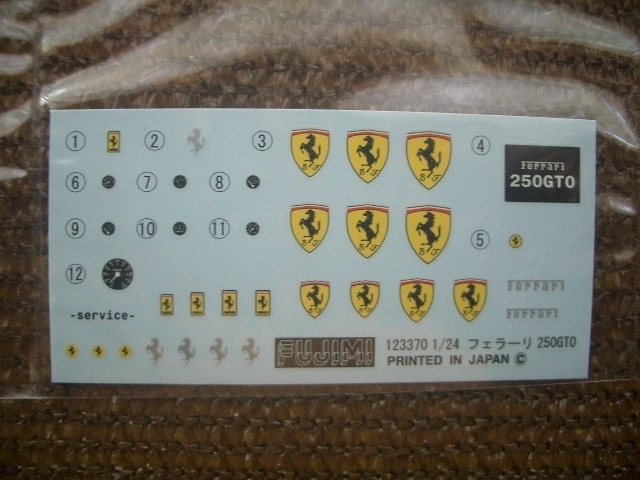 ① ② ③ ④
Ferrari
250GTO
⑥ ⑦ ⑧
S F S F S F
⑨ ⑩ ⑪ ⑤
S F S F S F
⑫
Ferrari
-service-
Ferrari
FUJIMI
123370 1/24 フェラーリ 250GTO
PRINTED IN JAPAN ©